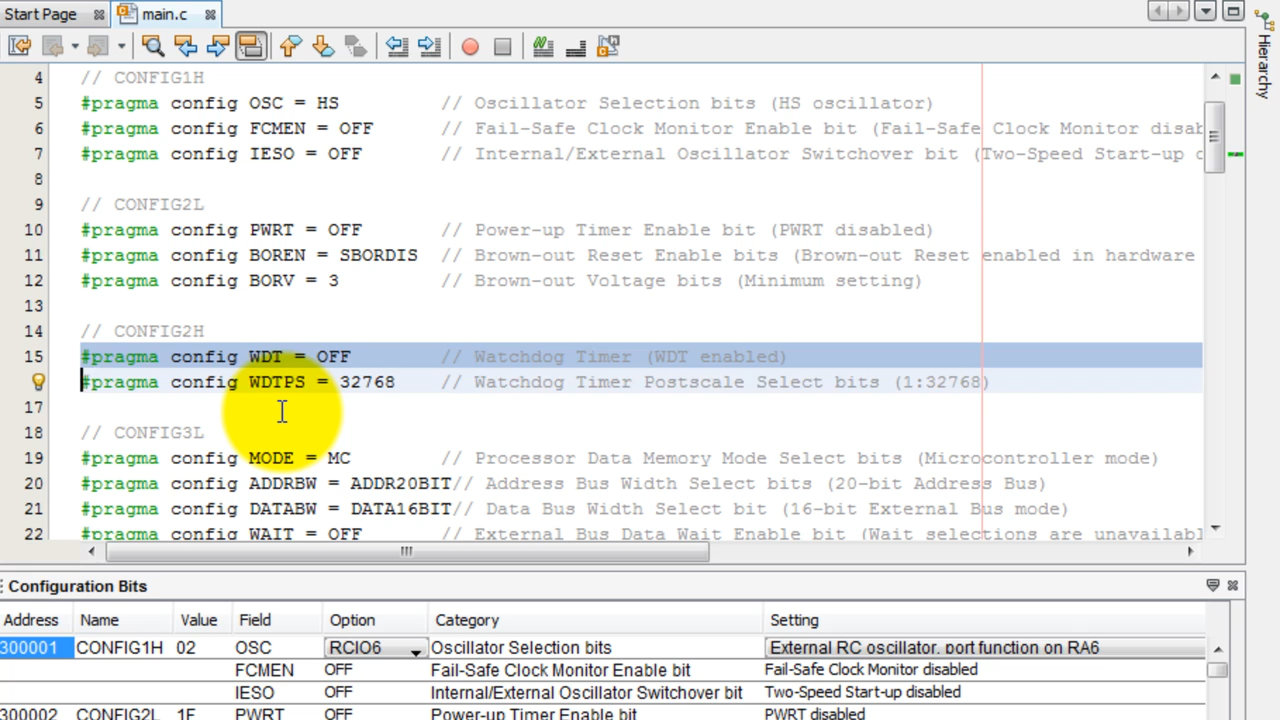 Start Page
main.c
Hierarchy
4 // CONFIG1H
5 #pragma config OSC = HS // Oscillator Selection bits (HS oscillator)
6 #pragma config FCMEN = OFF // Fail-Safe Clock Monitor Enable bit (Fail-Safe Clock Monitor disab
7 #pragma config IESO = OFF // Internal/External Oscillator Switchover bit (Two-Speed Start-up
8
9 // CONFIG2L
10 #pragma config PWRT = OFF // Power-up Timer Enable bit (PWRT disabled)
11 #pragma config BOREN = SBORDIS // Brown-out Reset Enable bits (Brown-out Reset enabled in hardware
12 #pragma config BORV = 3 // Brown-out Voltage bits (Minimum setting)
13
14 // CONFIG2H
15 #pragma config WDT = OFF // Watchdog Timer (WDT enabled)
#pragma config WDTPS = 32768 // Watchdog Timer Postscale Select bits (1:32768)
17
18 // CONFIG3L
19 #pragma config MODE = MC // Processor Data Memory Mode Select bits (Microcontroller mode)
20 #pragma config ADDRBW = ADDR20BIT// Address Bus Width Select bits (20-bit Address Bus)
21 #pragma config DATABW = DATA16BIT// Data Bus Width Select bit (16-bit External Bus mode)
22 #pragma config WAIT = OFF // External Bus Data Wait Enable bit (Wait selections are unavailabl
Configuration Bits
Address Name Value Field Option Category Setting
300001 CONFIG1H 02 OSC RCIO6 Oscillator Selection bits External RC oscillator, port function on RA6
FCMEN OFF Fail-Safe Clock Monitor Enable bit Fail-Safe Clock Monitor disabled
IESO OFF Internal/External Oscillator Switchover bit Two-Speed Start-up disabled
300002 CONFIG2L 1F PWRT OFF Power-up Timer Enable bit PWRT disabled